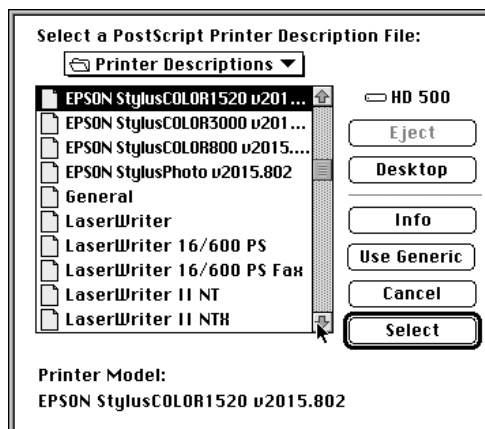 Select a PostScript Printer Description File:
Printer Descriptions
EPSON StylusCOLOR1520 v201...
EPSON StylusCOLOR3000 v201...
EPSON StylusCOLOR800 v2015....
EPSON StylusPhoto v2015.802
General
LaserWriter
LaserWriter 16/600 PS
LaserWriter 16/600 PS Fax
LaserWriter II NT
LaserWriter II NTX
HD 500
Eject
Desktop
Info
Use Generic
Cancel
Select
Printer Model:
EPSON StylusCOLOR1520 v2015.802